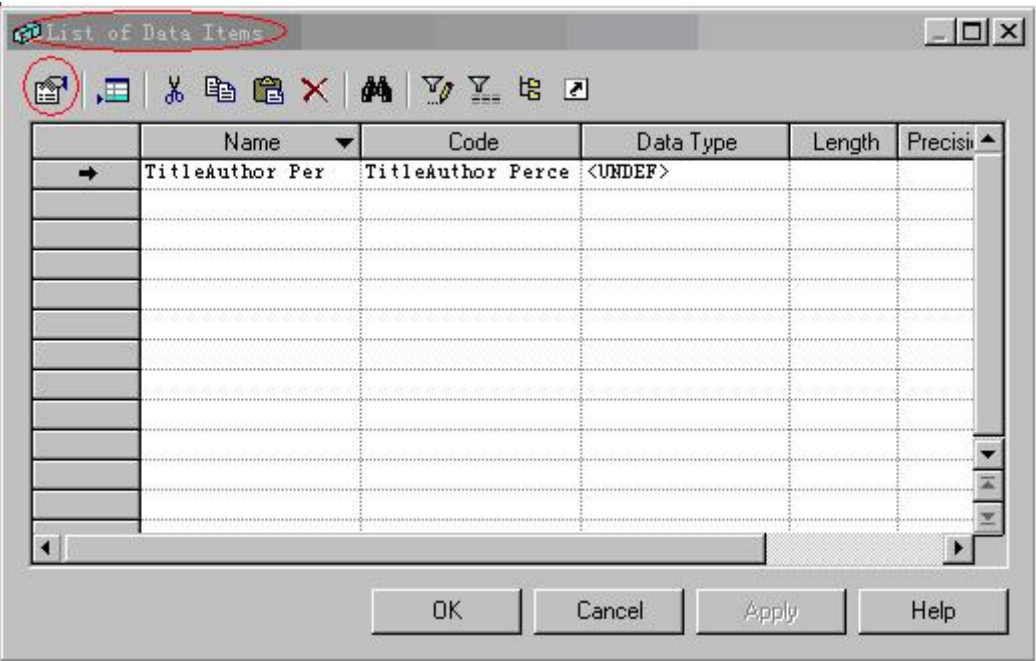 List of Data Items
Name Code Data Type Length Precisi
TitleAuthor Per TitleAuthor Perce <UNDEF>
OK Cancel Apply Help